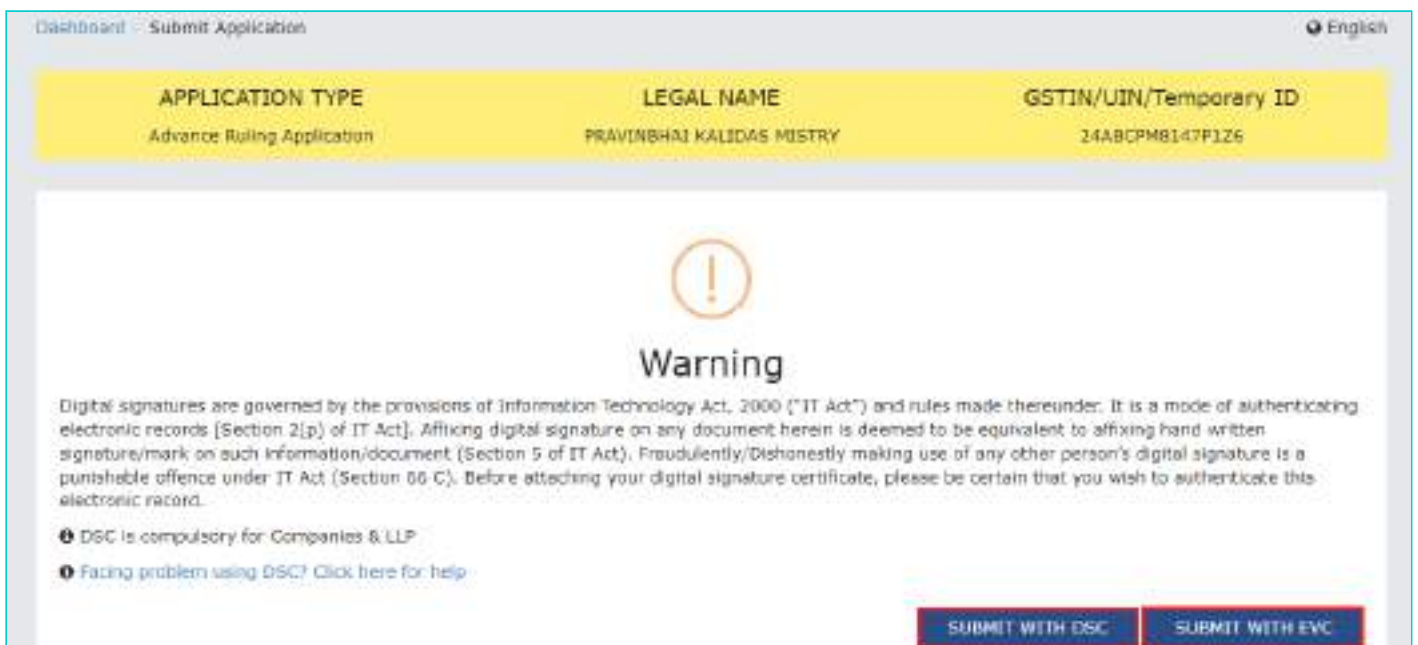 Dashboard Submit Application
English
APPLICATION TYPE LEGAL NAME GSTIN/UIN/Temporary ID
Advance Ruling Application PRAVINBHAI KALIDAS MISTRY 24ABCPM8147P1Z6
Warning
Digital signatures are governed by the provisions of Information Technology Act, 2000 ("IT Act") and rules made thereunder. It is a mode of authenticating
electronic records [Section 2(p) of IT Act]. Affixing digital signature on any document herein is deemed to be equivalent to affixing hand written
signature/mark on such information/document (Section 5 of IT Act). Fraudulently/Dishonestly making use of any other person's digital signature is a
punishable offence under IT Act (Section 66 C). Before attaching your digital signature certificate, please be certain that you wish to authenticate this
electronic record.
DSC is compulsory for Companies & LLP
Facing problem using DSC? Click here for help
SUBMIT WITH DSC SUBMIT WITH EVC